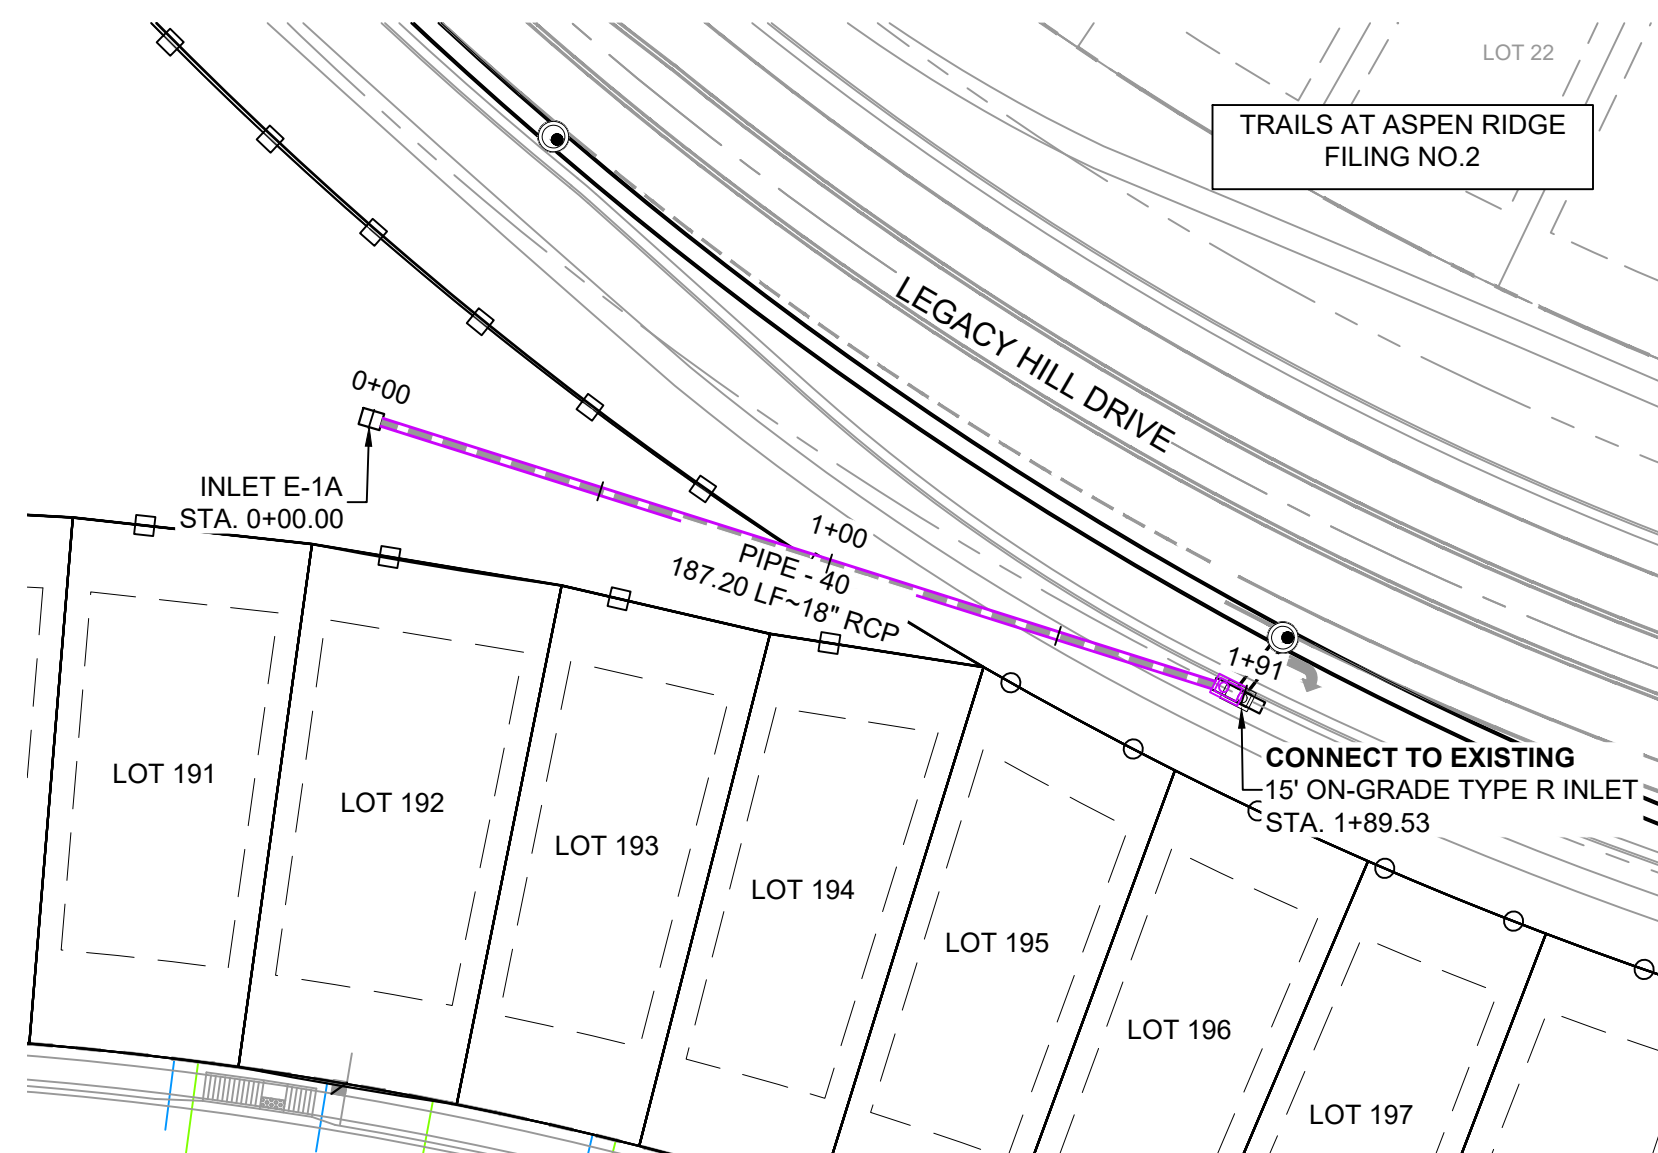 LOT 22
TRAILS AT ASPEN RIDGE
FILING NO.2
LEGACY HILL DRIVE
0+00
INLET E-1A
STA. 0+00.00
1+00
PIPE - 40
187.20 LF~18" RCP
1+91
CONNECT TO EXISTING
15' ON-GRADE TYPE R INLET
STA. 1+89.53
LOT 191
LOT 192
LOT 193
LOT 194
LOT 195
LOT 196
LOT 197